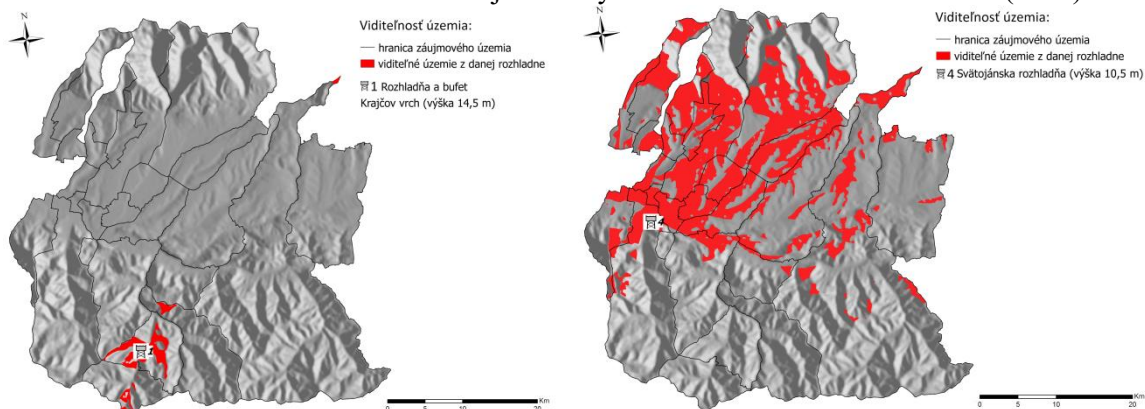 N
Viditeľnosť územia:
hranica záujmového územia
viditeľné územie z danej rozhladne
1 Rozhladňa a bufet
Krajčov vrch (výška 14,5 m)
1
Km
0 5 10 20
N
Viditeľnosť územia:
hranica záujmového územia
viditeľné územie z danej rozhladne
4 Svätojánska rozhladňa (výška 10,5 m)
4
Km
0 5 10 20